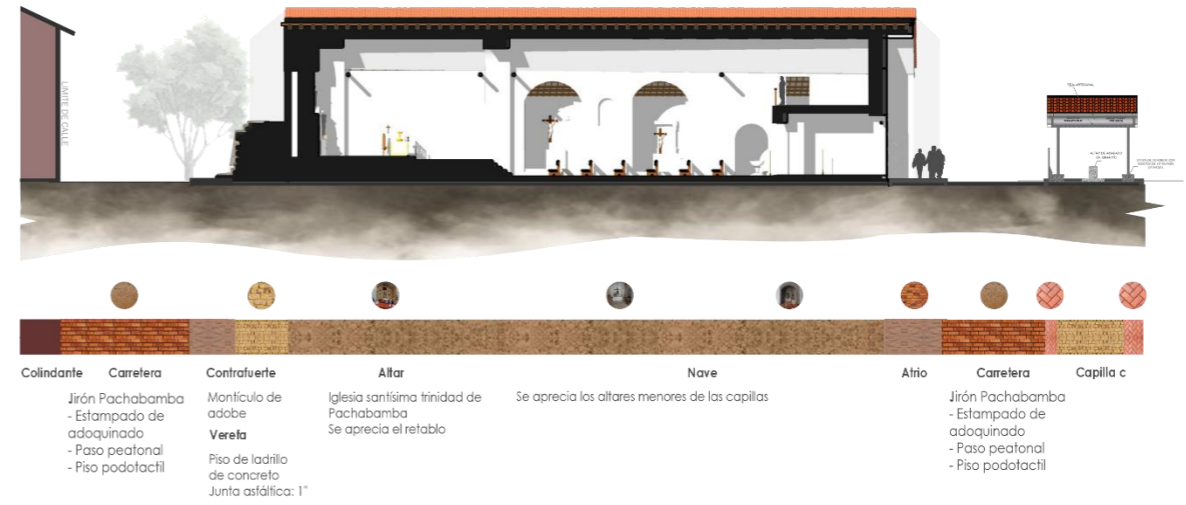 LIMITE DE CALLE
TEJA ARTESANAL
Colindante
Carretera
Jirón Pachabamba
- Estampado de
adoquinado
- Paso peatonal
- Piso podotactil
Contrafuerte
Montículo de
adobe
Verefa
Piso de ladrillo
de concreto
Junta asfáltica: 1"
Altar
Iglesia santísima trinidad de
Pachabamba
Se aprecia el retablo
Nave
Se aprecia los altares menores de las capillas
Atrio
Carretera
Jirón Pachabamba
- Estampado de
adoquinado
- Paso peatonal
- Piso podotactil
Capilla c